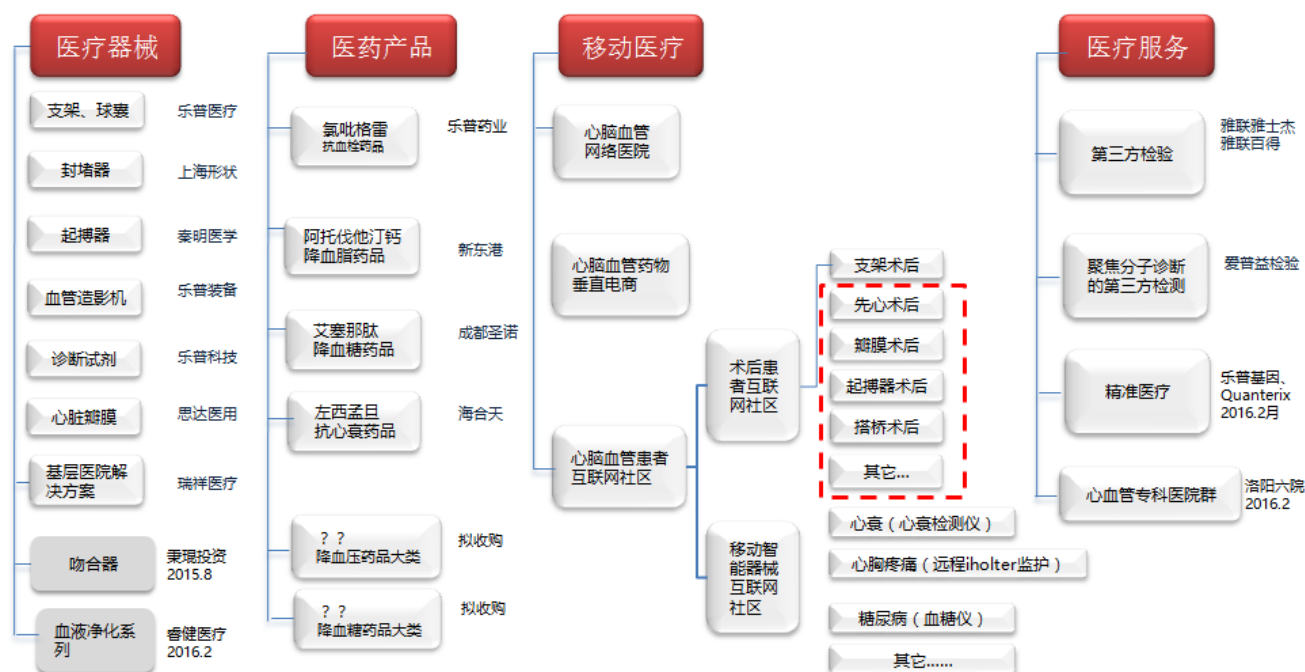 医疗器械
支架、球囊
乐普医疗
封堵器
上海形状
起搏器
秦明医学
血管造影机
乐普装备
诊断试剂
乐普科技
心脏瓣膜
思达医用
基层医院解
决方案
瑞祥医疗
吻合器
秉琨投资
2015.8
血液净化系
列
睿健医疗
2016.2
医药产品
氯吡格雷
抗血栓药品
乐普药业
阿托伐他汀钙
降血脂药品
新东港
艾塞那肽
降血糖药品
成都圣诺
左西孟旦
抗心衰药品
海合天
？？
降血压药品大类
拟收购
？？
降血糖药品大类
拟收购
移动医疗
心脑血管
网络医院
心脑血管药物
垂直电商
心脑血管患者
互联网社区
术后患
者互联
网社区
支架术后
先心术后
瓣膜术后
起搏器术后
搭桥术后
其它...
移动智
能器械
互联网
社区
心衰（心衰检测仪）
心胸疼痛（远程iholter监护）
糖尿病（血糖仪）
其它......
医疗服务
第三方检验
雅联雅士杰
雅联百得
聚焦分子诊断
的第三方检测
爱普益检验
精准医疗
乐普基因、
Quanterix
2016.2月
心血管专科医院群
洛阳六院
2016.2